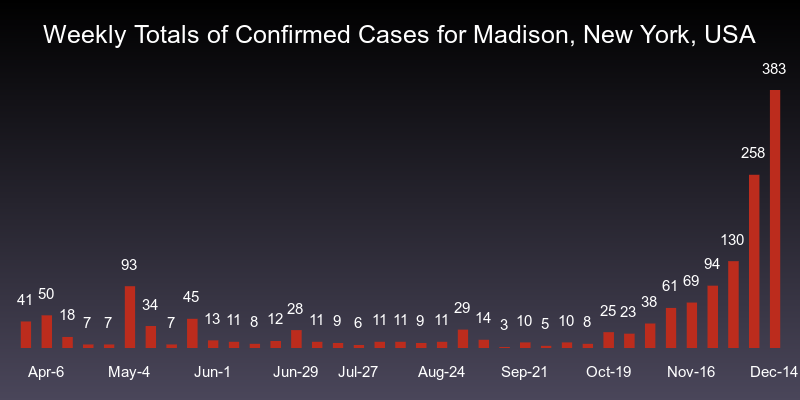 Weekly Totals of Confirmed Cases for Madison, New York, USA
41 50 18 7 7 93 34 7 45 13 11 8 12 28 11 9 6 11 11 9 11 29 14 3 10 5 10 8 25 23 38 61 69 94 130 258 383
Apr-6 May-4 Jun-1 Jun-29 Jul-27 Aug-24 Sep-21 Oct-19 Nov-16 Dec-14